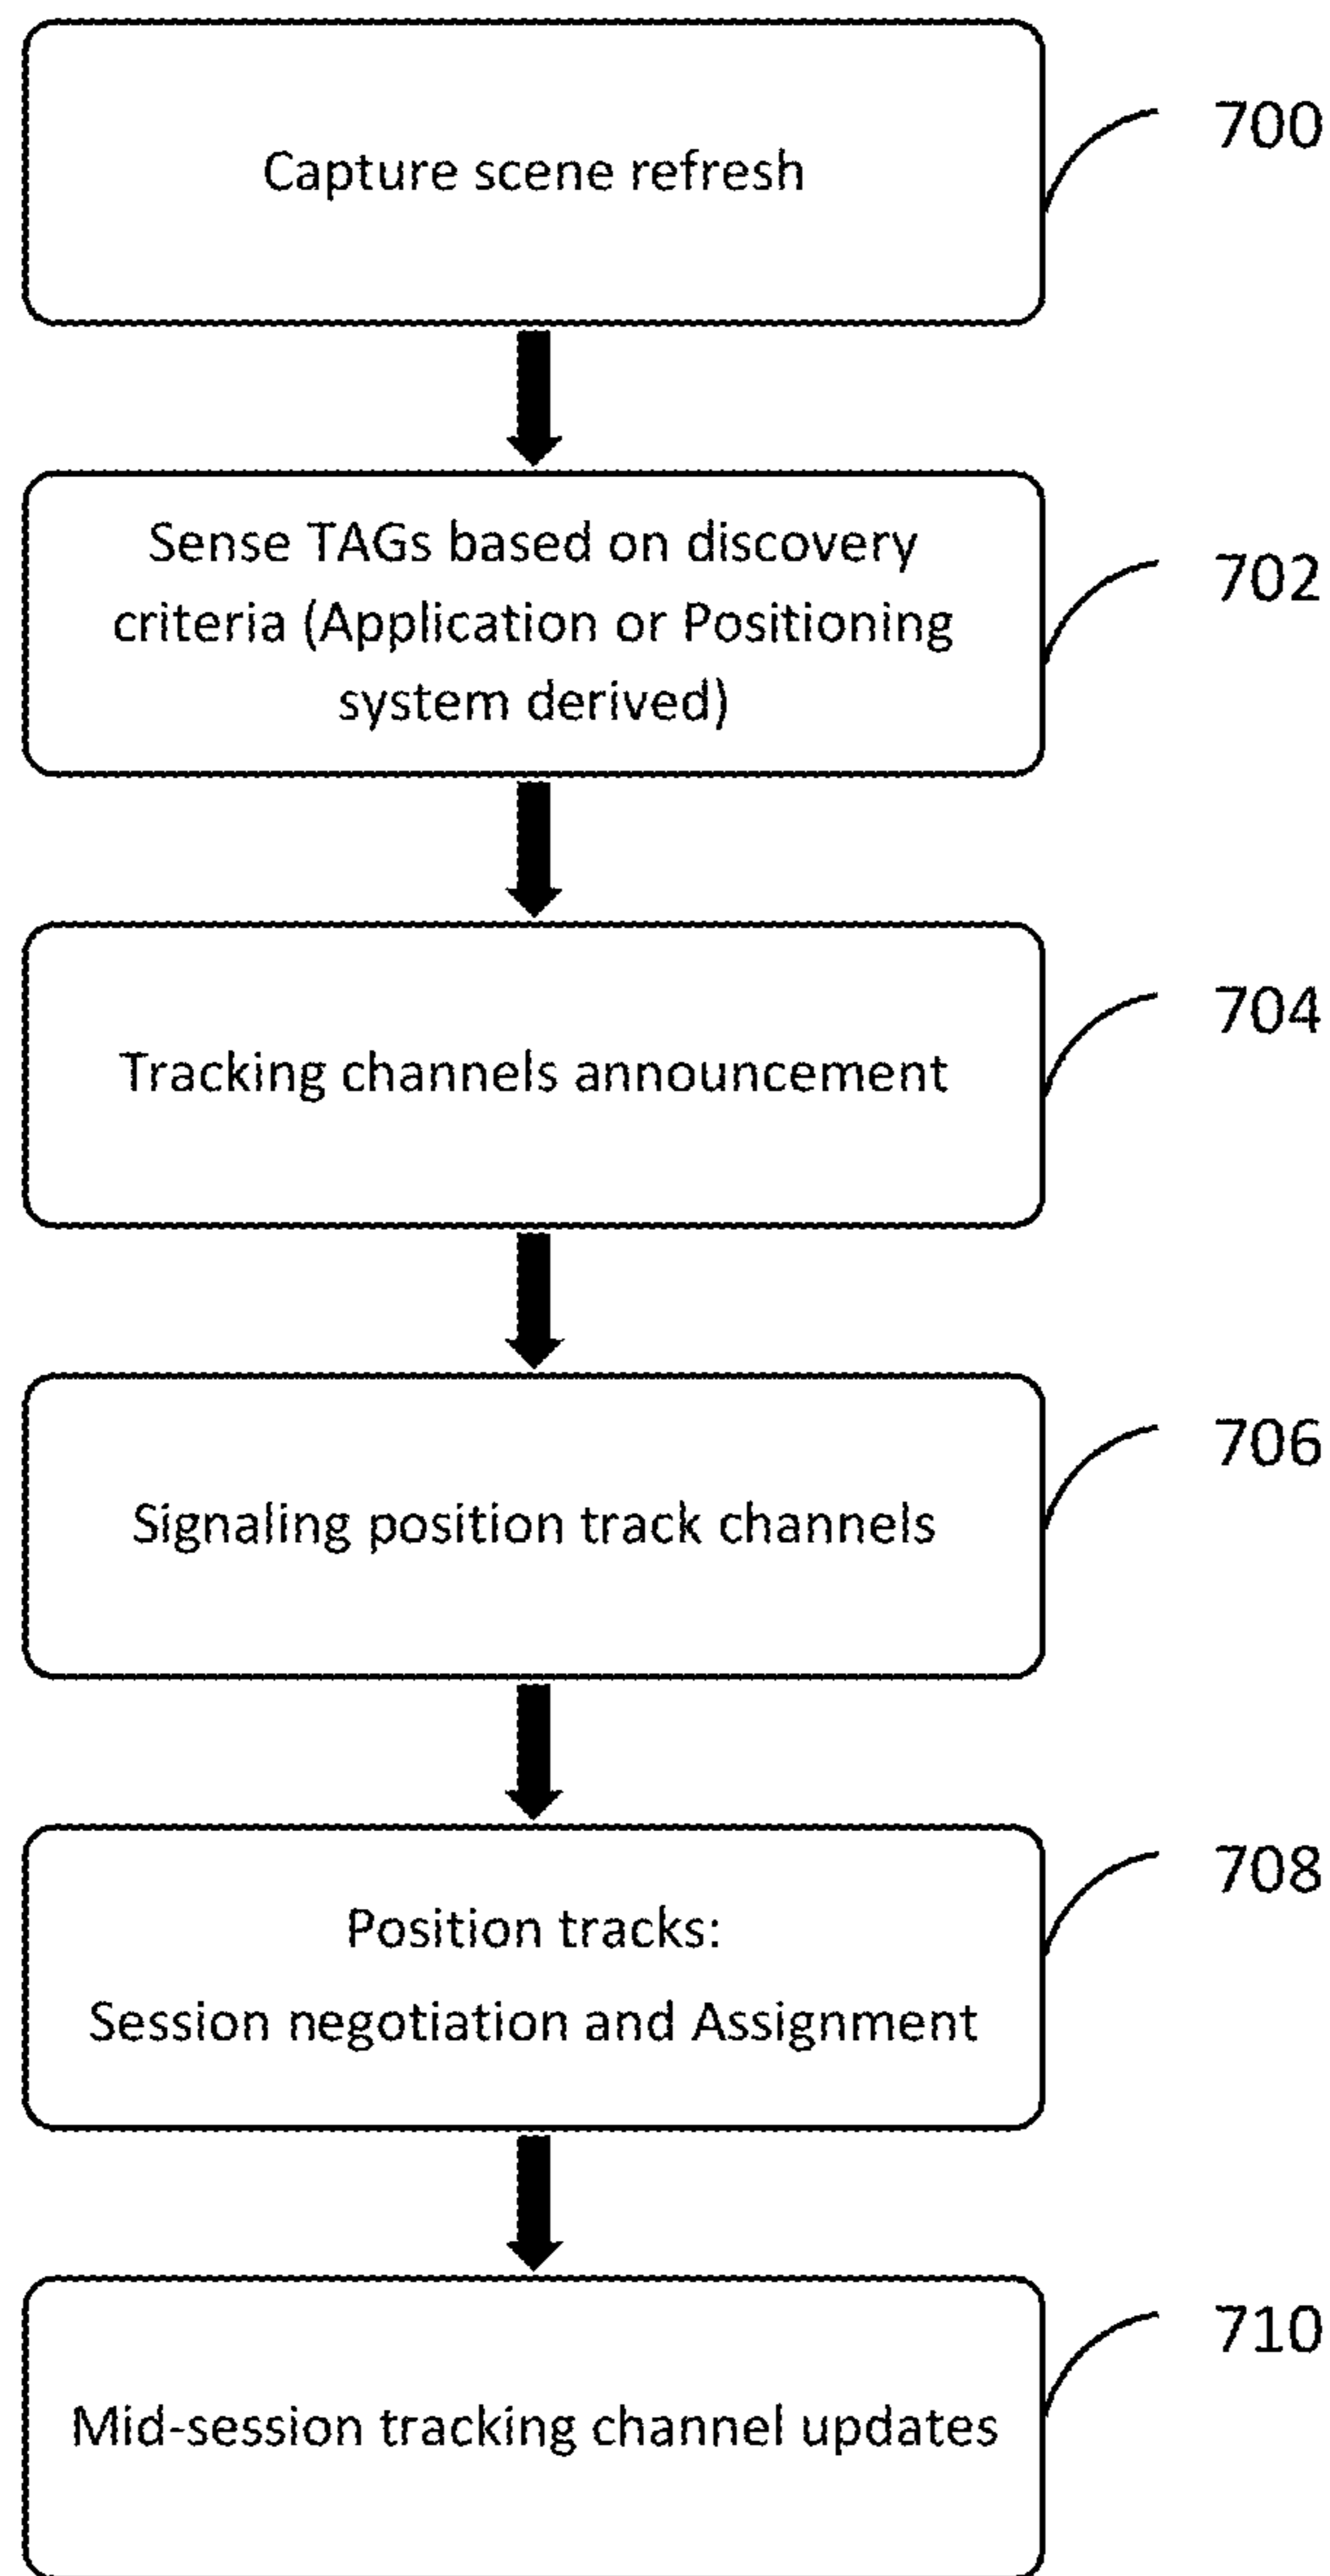 Capture scene refresh
700
Sense TAGs based on discovery
criteria (Application or Positioning
system derived)
702
Tracking channels announcement
704
Signaling position track channels
706
Position tracks:
Session negotiation and Assignment
708
Mid-session tracking channel updates
710